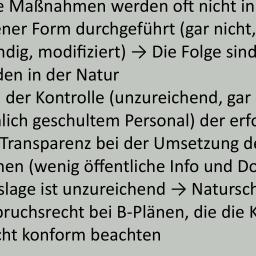 Maßnahmen werden oft nicht in
ner Form durchgeführt (gar nicht,
ndig, modifiziert) → Die Folge sind
den in der Natur
der Kontrolle (unzureichend, gar
lich geschultem Personal) der erfo
Transparenz bei der Umsetzung de
nen (wenig öffentliche Info und Do
slage ist unzureichend → Natursch
pruchsrecht bei B-Plänen, die die K
cht konform beachten